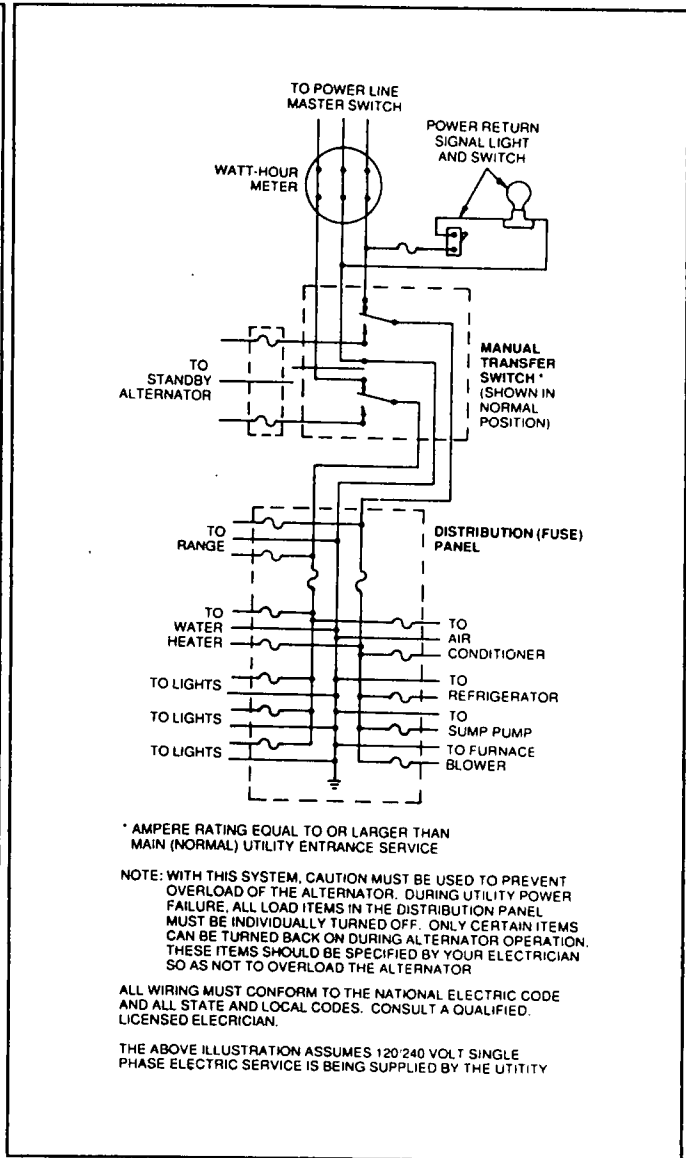 TO POWER LINE
MASTER SWITCH
POWER RETURN
SIGNAL LIGHT
AND SWITCH
WATT-HOUR
METER
TO
STANDBY
ALTERNATOR
MANUAL
TRANSFER
SWITCH *
(SHOWN IN
NORMAL
POSITION)
DISTRIBUTION (FUSE)
PANEL
TO
RANGE
TO
WATER
HEATER
TO
AIR
CONDITIONER
TO LIGHTS
TO
REFRIGERATOR
TO LIGHTS
TO
SUMP PUMP
TO LIGHTS
TO FURNACE
BLOWER
* AMPERE RATING EQUAL TO OR LARGER THAN
MAIN (NORMAL) UTILITY ENTRANCE SERVICE
NOTE: WITH THIS SYSTEM, CAUTION MUST BE USED TO PREVENT
OVERLOAD OF THE ALTERNATOR. DURING UTILITY POWER
FAILURE, ALL LOAD ITEMS IN THE DISTRIBUTION PANEL
MUST BE INDIVIDUALLY TURNED OFF. ONLY CERTAIN ITEMS
CAN BE TURNED BACK ON DURING ALTERNATOR OPERATION.
THESE ITEMS SHOULD BE SPECIFIED BY YOUR ELECTRICIAN
SO AS NOT TO OVERLOAD THE ALTERNATOR
ALL WIRING MUST CONFORM TO THE NATIONAL ELECTRIC CODE
AND ALL STATE AND LOCAL CODES. CONSULT A QUALIFIED.
LICENSED ELECRICIAN.
THE ABOVE ILLUSTRATION ASSUMES 120/240 VOLT SINGLE
PHASE ELECTRIC SERVICE IS BEING SUPPLIED BY THE UTITITY